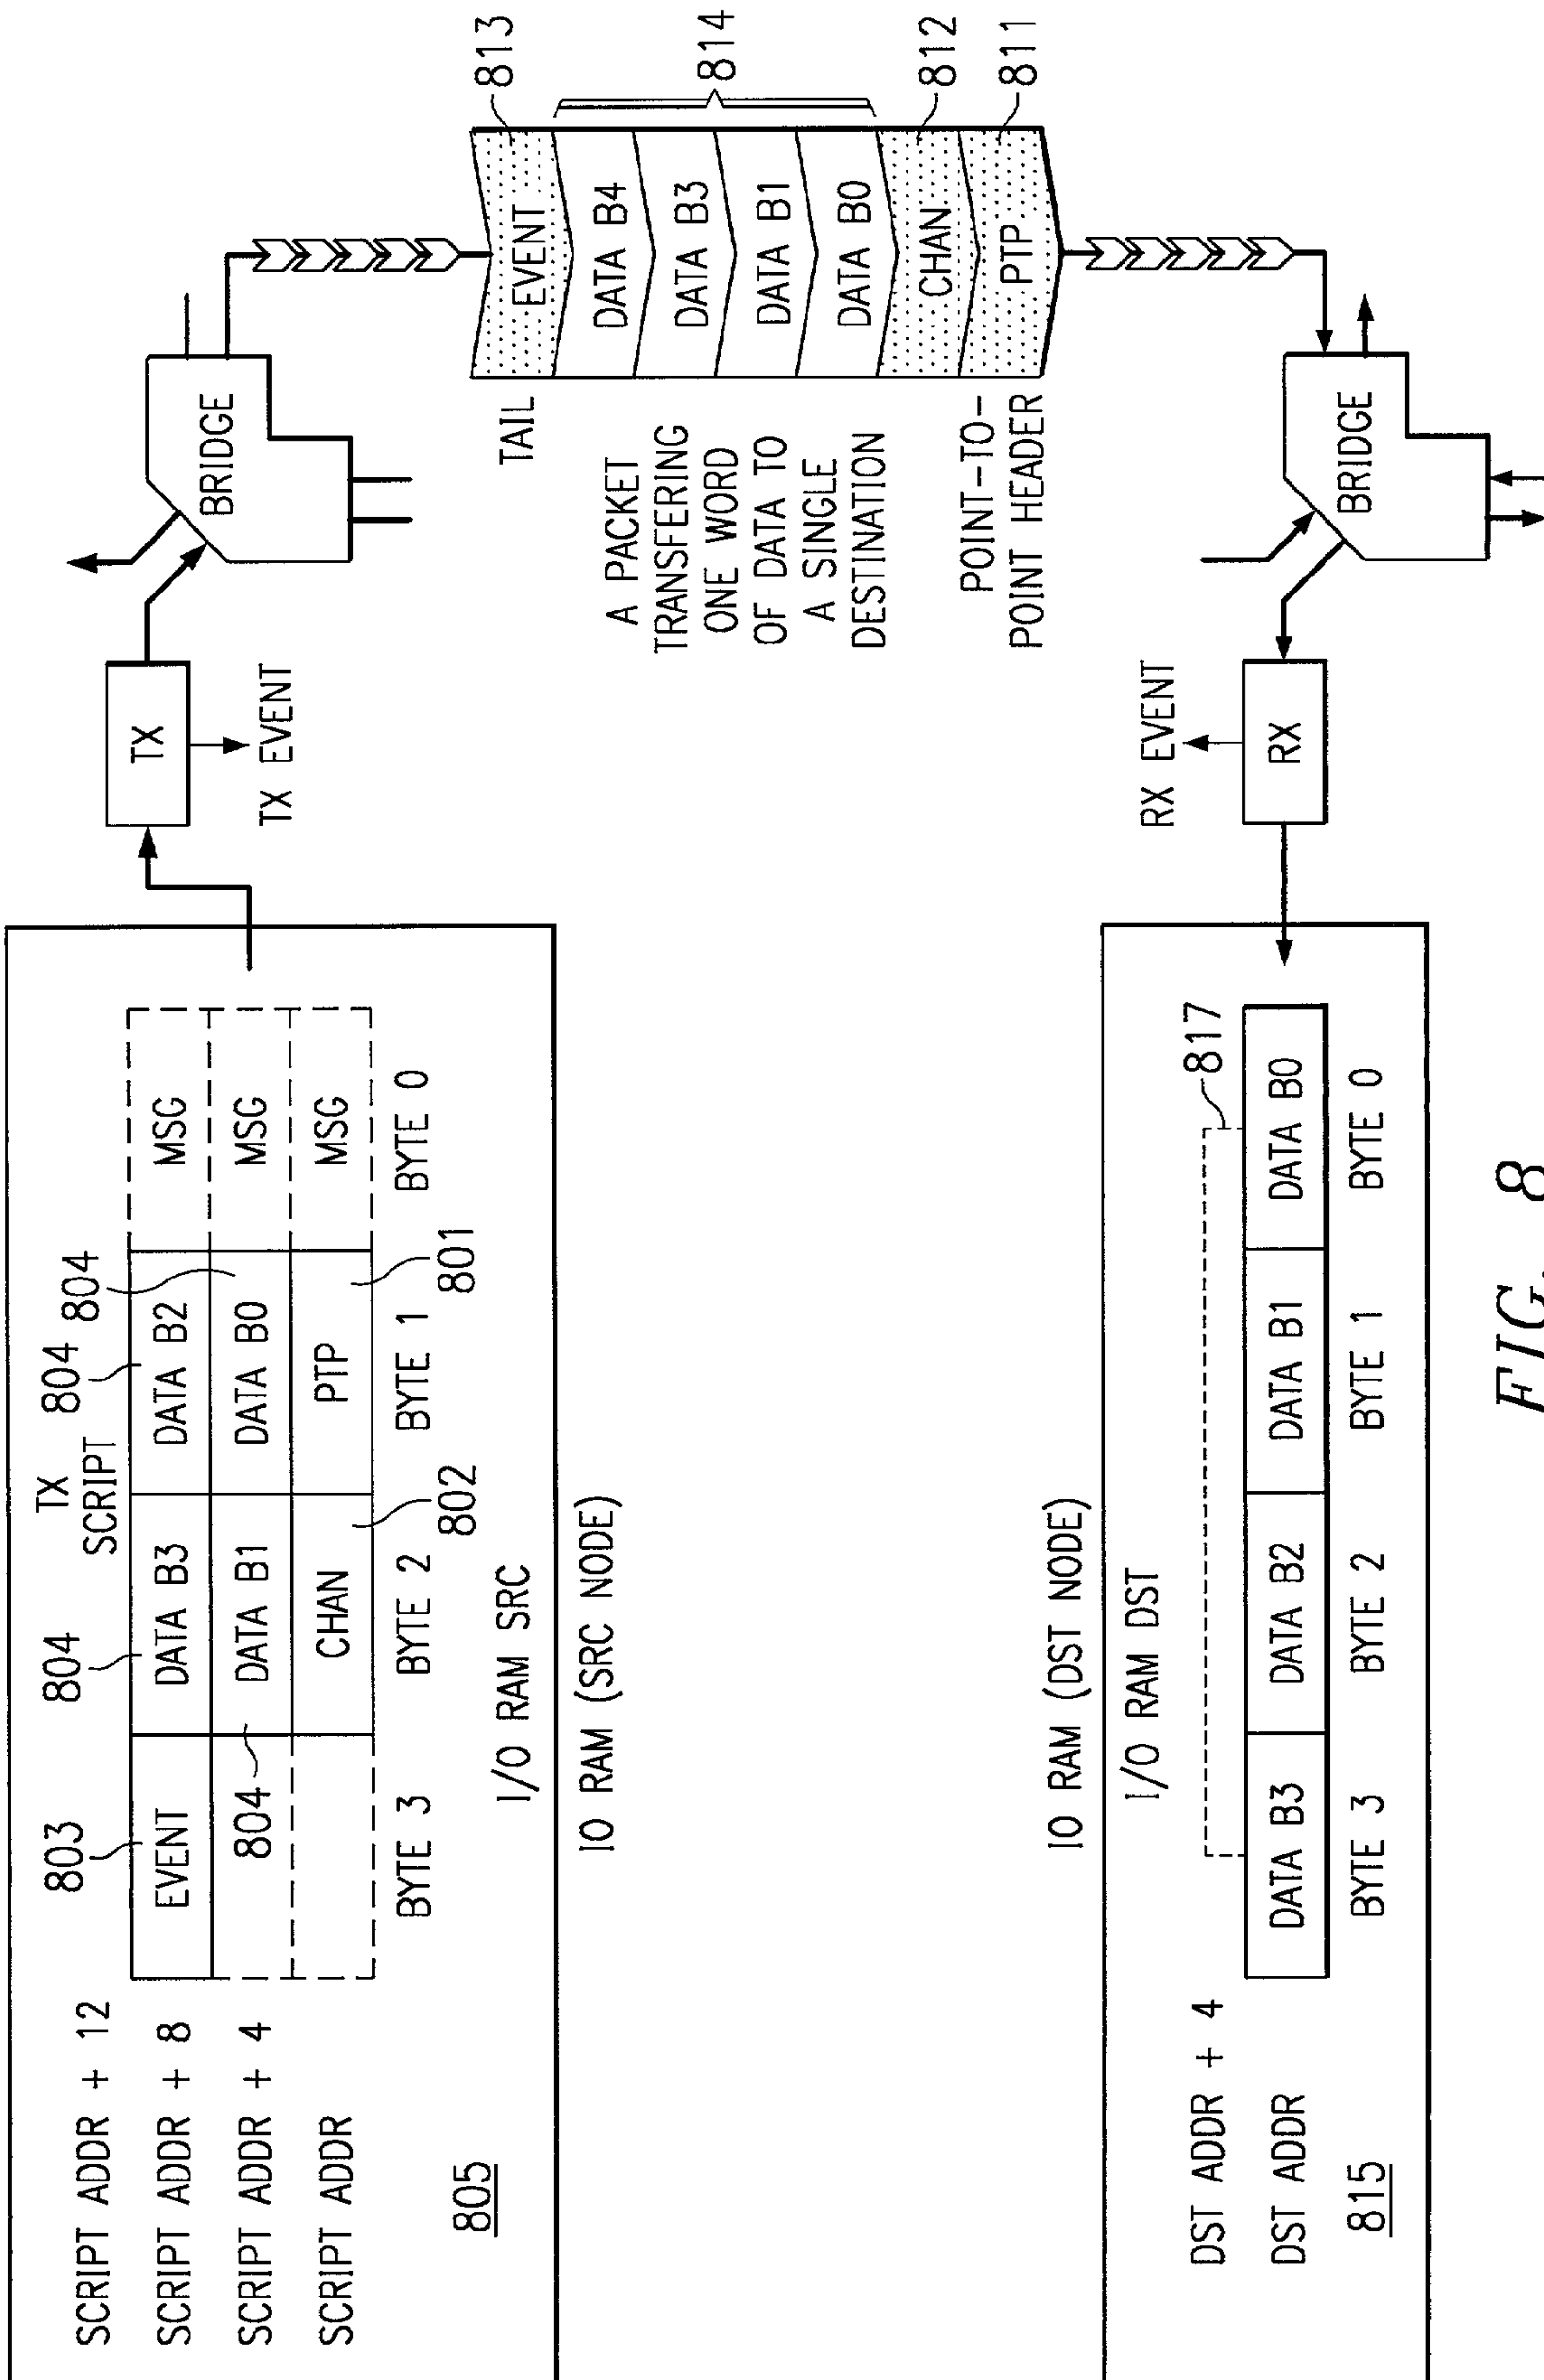 SCRIPT ADDR + 12
SCRIPT ADDR + 8
SCRIPT ADDR + 4
SCRIPT ADDR
805
TX
SCRIPT
803
804
804
804
EVENT
DATA B3
DATA B2
MSG
804
DATA B1
DATA B0
MSG
CHAN
PTP
MSG
BYTE 3
BYTE 2
BYTE 1
BYTE 0
802
801
I/O RAM SRC
IO RAM (SRC NODE)
TX
TX EVENT
BRIDGE
TAIL
A PACKET
TRANSFERING
ONE WORD
OF DATA TO
A SINGLE
DESTINATION
POINT-TO-
POINT HEADER
EVENT
DATA B4
DATA B3
DATA B1
DATA B0
CHAN
PTP
813
814
812
811
IO RAM (DST NODE)
I/O RAM DST
DST ADDR + 4
DST ADDR
815
817
DATA B3
DATA B2
DATA B1
DATA B0
BYTE 3
BYTE 2
BYTE 1
BYTE 0
RX EVENT
RX
BRIDGE
FIG. 8